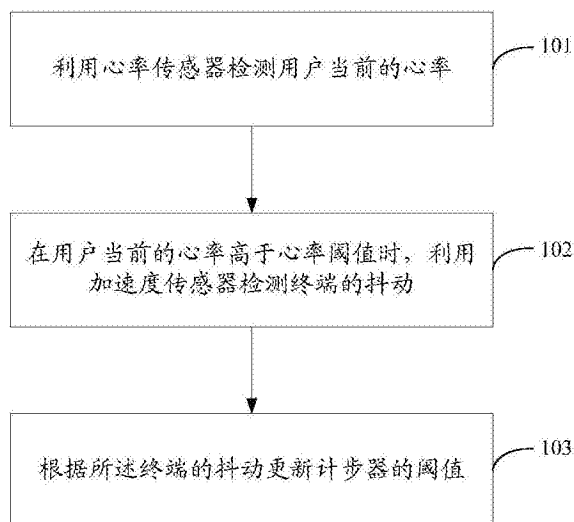 利用心率传感器检测用户当前的心率
101
在用户当前的心率高于心率阈值时，利用
加速度传感器检测终端的抖动
102
根据所述终端的抖动更新计步器的阈值
103